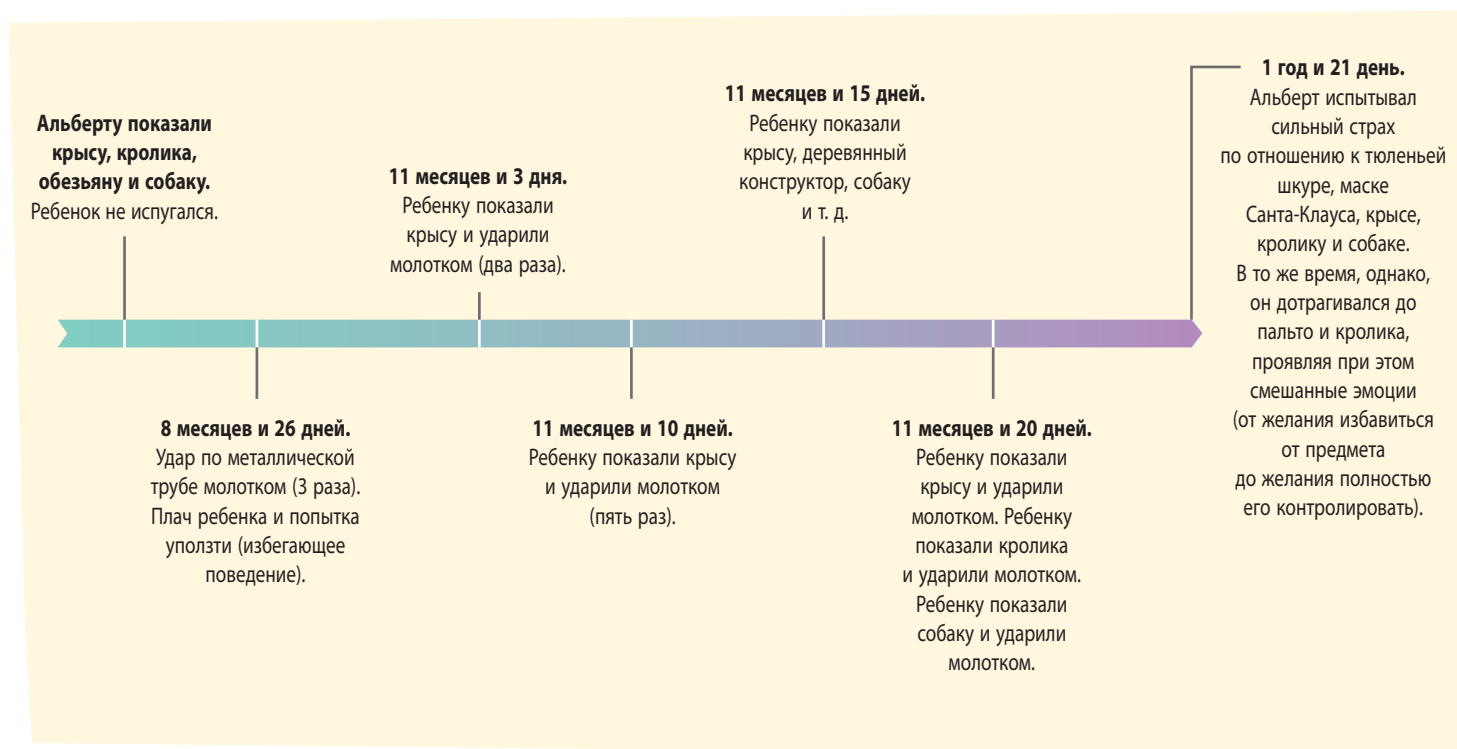 Альберту показали
крысу, кролика,
обезьяну и собаку.
Ребенок не испугался.
8 месяцев и 26 дней.
Удар по металлической
трубе молотком (3 раза).
Плач ребенка и попытка
уползти (избегающее
поведение).
11 месяцев и 3 дня.
Ребенку показали
крысу и ударили
молотком (два раза).
11 месяцев и 10 дней.
Ребенку показали крысу
и ударили молотком
(пять раз).
11 месяцев и 15 дней.
Ребенку показали
крысу, деревянный
конструктор, собаку
и т. д.
11 месяцев и 20 дней.
Ребенку показали
крысу и ударили
молотком. Ребенку
показали кролика
и ударили молотком.
Ребенку показали
собаку и ударили
молотком.
1 год и 21 день.
Альберт испытывал
сильный страх
по отношению к тюленьей
шкуре, маске
Санта-Клауса, крысе,
кролику и собаке.
В то же время, однако,
он дотрагивался до
пальто и кролика,
проявляя при этом
смешанные эмоции
(от желания избавиться
от предмета
до желания полностью
его контролировать).